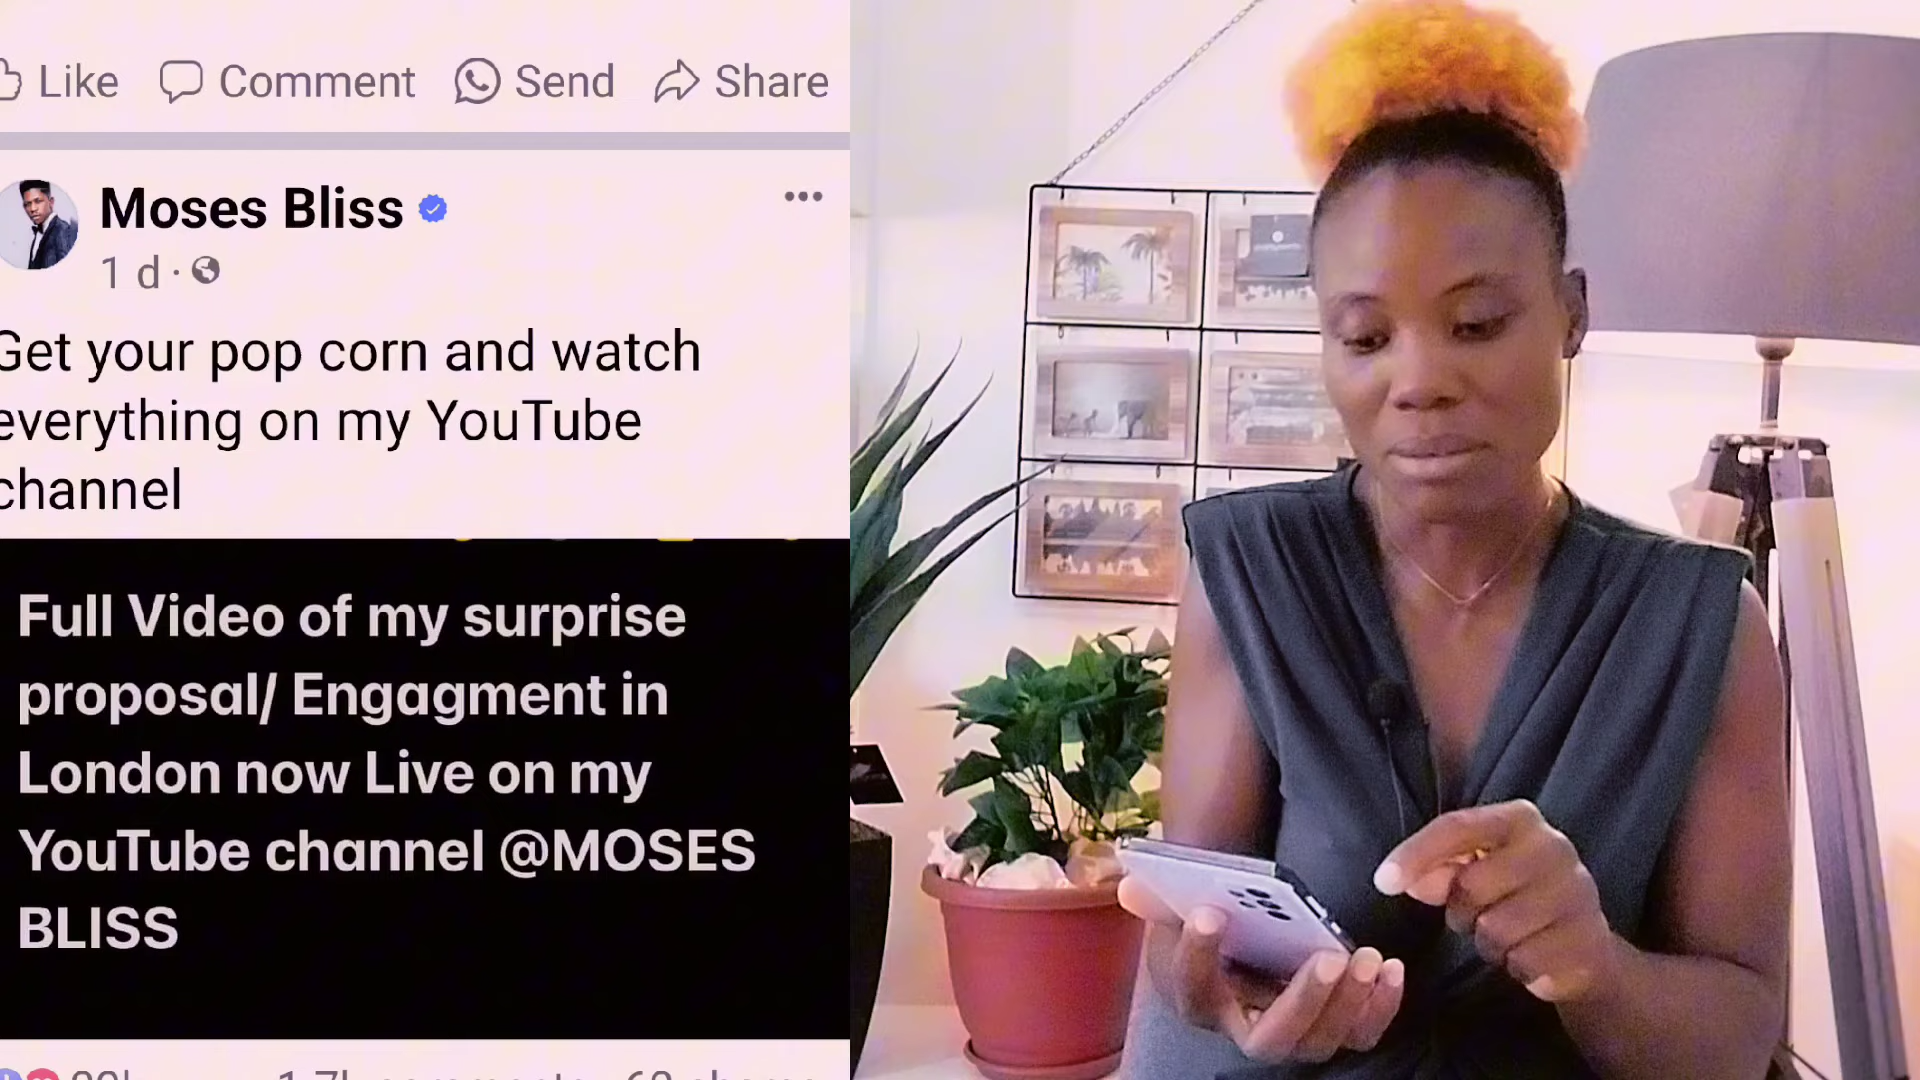 Like Comment Send Share
Moses Bliss
1 d
Get your pop corn and watch
everything on my YouTube
channel
Full Video of my surprise
proposal/ Engagment in
London now Live on my
YouTube channel @MOSES
BLISS